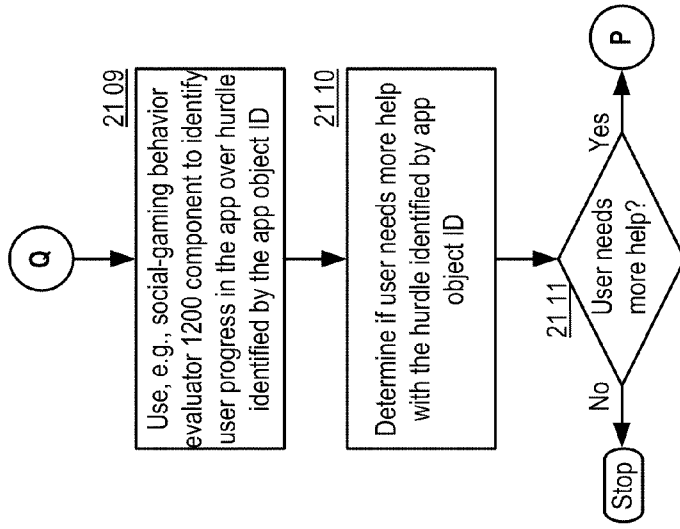 Q
21 09
Use, e.g., social-gaming behavior
evaluator 1200 component to identify
user progress in the app over hurdle
identified by the app object ID
21 10
Determine if user needs more help
with the hurdle identified by app
object ID
21 11
User needs
more help?
No
Yes
Stop
P